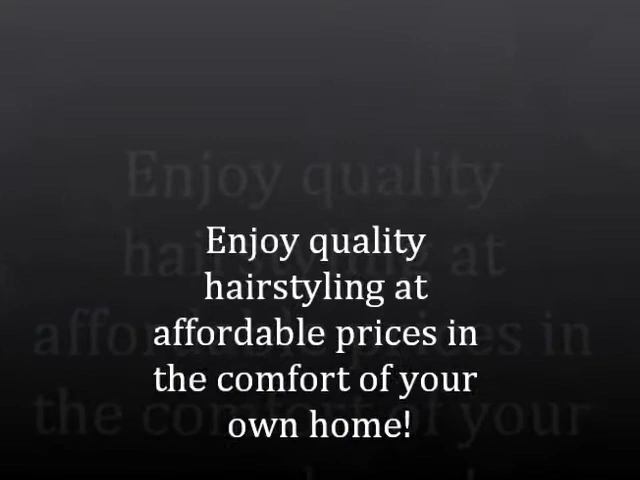 Enjoy quality
hairstyling at
affordable prices in
the comfort of your
own home!